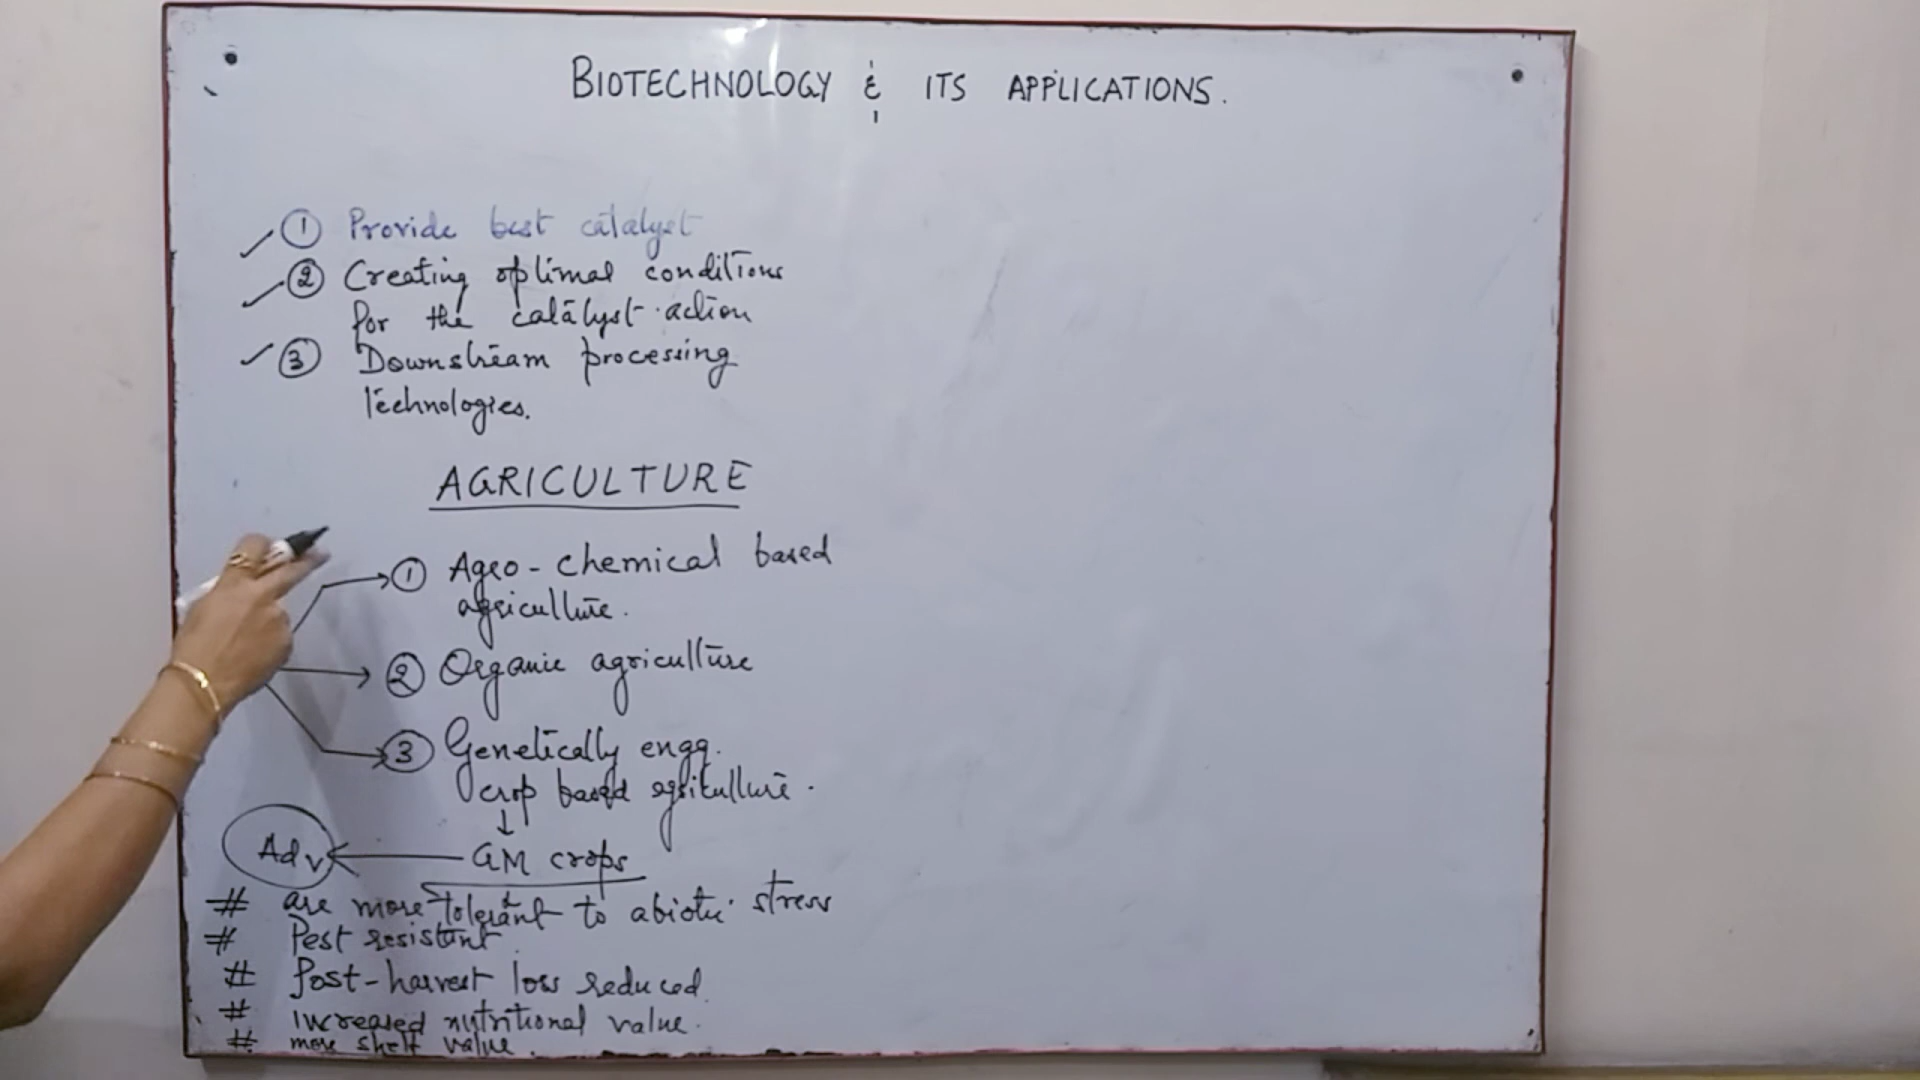 BIOTECHNOLOGY & ITS APPLICATIONS.
① Provide best catalyst
② Creating optimal conditions
for the catalyst action
③ Downstream processing
Technologies.
AGRICULTURE
① Agro-chemical based
agriculture.
② Organic agriculture
③ Genetically engg.
crop based agriculture.
↓
Adv ← GM crops
# are more tolerant to abiotic stress
# Pest resistant
# Post-harvest loss reduced.
# increased nutritional value.
# more shelf value.